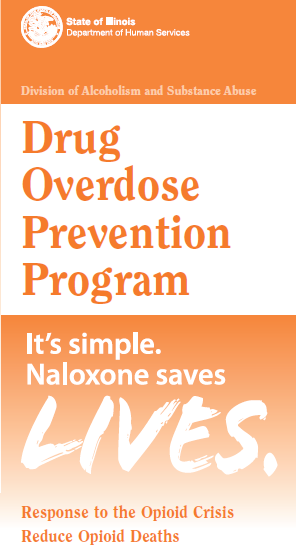 State of Illinois
Department of Human Services
Division of Alcoholism and Substance Abuse
Drug
Overdose
Prevention
Program
It's simple.
Naloxone saves
LIVES.
Response to the Opioid Crisis
Reduce Opioid Deaths